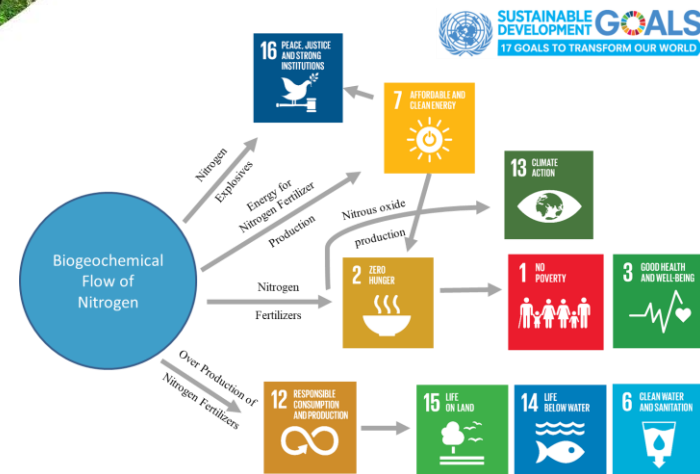 SUSTAINABLE
DEVELOPMENT GOALS
17 GOALS TO TRANSFORM OUR WORLD
16 PEACE, JUSTICE
AND STRONG
INSTITUTIONS
7 AFFORDABLE AND
CLEAN ENERGY
13 CLIMATE
ACTION
Nitrogen
Explosives
Energy for
Nitrogen Fertilizer
Production
Nitrous oxide
production
Biogeochemical
Flow of
Nitrogen
Nitrogen
Fertilizers
2 ZERO
HUNGER
1 NO
POVERTY
3 GOOD HEALTH
AND WELL-BEING
Over Production of
Nitrogen Fertilizers
12 RESPONSIBLE
CONSUMPTION
AND PRODUCTION
15 LIFE
ON LAND
14 LIFE
BELOW WATER
6 CLEAN WATER
AND SANITATION